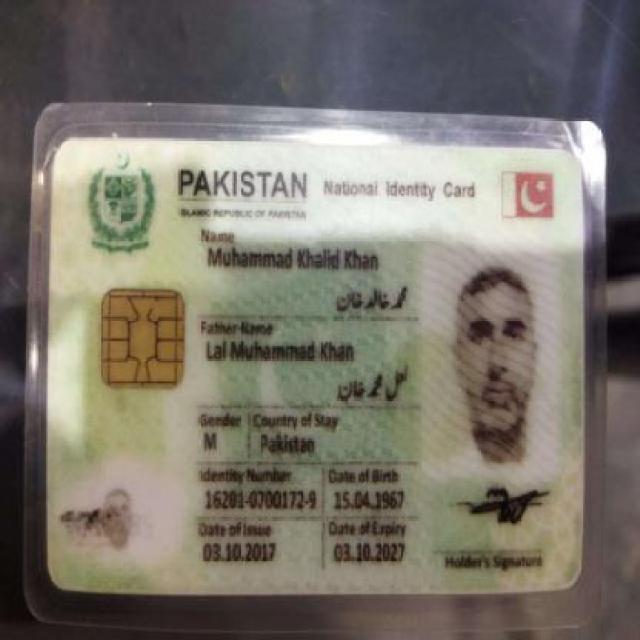 PAKISTAN National Identity Card
ISLAMIC REPUBLIC OF PAKISTAN
Name
Muhammad Khalid Khan
محمد خالد خان
Father Name
Lal Muhammad Khan
لعل محمد خان
Gender Country of Stay
M Pakistan
Identity Number Date of Birth
16201-0700172-9 15.04.1967
Date of Issue Date of Expiry
03.10.2017 03.10.2027
Holder's Signature